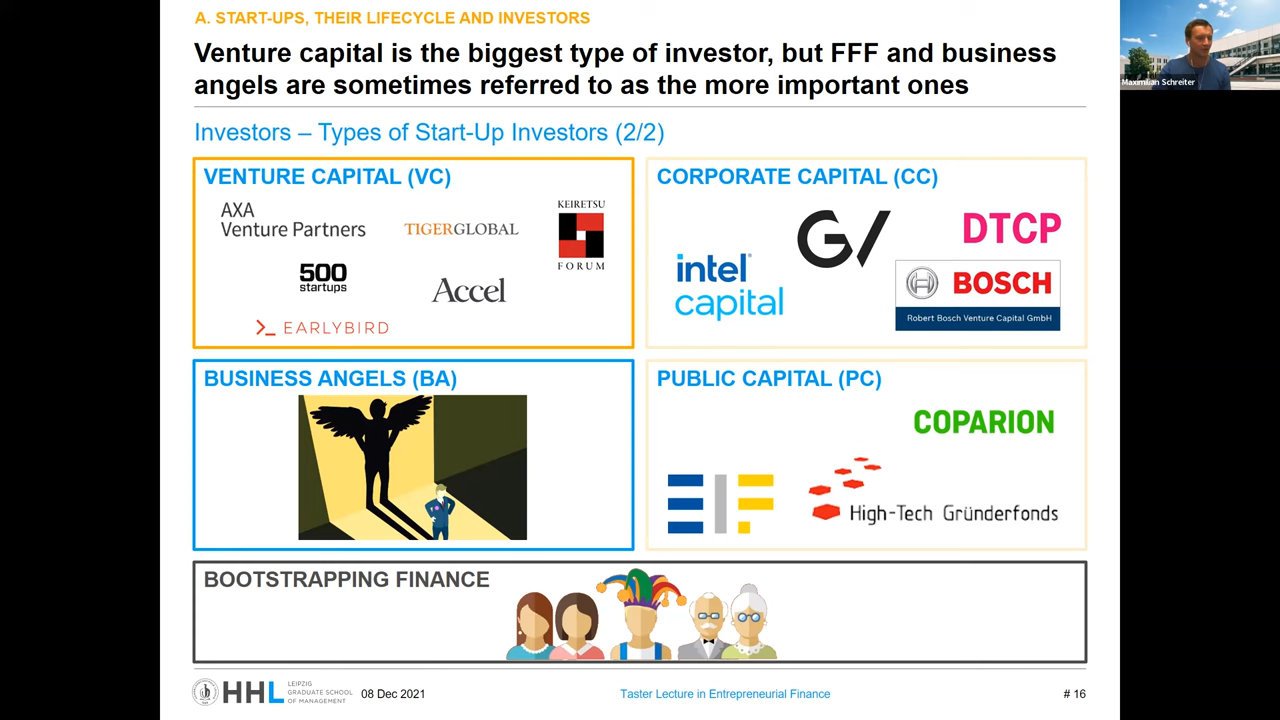 A. START-UPS, THEIR LIFECYCLE AND INVESTORS
Venture capital is the biggest type of investor, but FFF and business
angels are sometimes referred to as the more important ones
Maximilian Schreiter
Investors – Types of Start-Up Investors (2/2)
VENTURE CAPITAL (VC)
AXA
Venture Partners
TIGERGLOBAL
KEIRETSU
FORUM
500
startups
Accel
EARLYBIRD
CORPORATE CAPITAL (CC)
GV
DTCP
intel
capital
BOSCH
Robert Bosch Venture Capital GmbH
BUSINESS ANGELS (BA)
PUBLIC CAPITAL (PC)
COPARION
EIF
High-Tech Gründerfonds
BOOTSTRAPPING FINANCE
HHL
LEIPZIG
GRADUATE SCHOOL
OF MANAGEMENT
08 Dec 2021
Taster Lecture in Entrepreneurial Finance
# 16